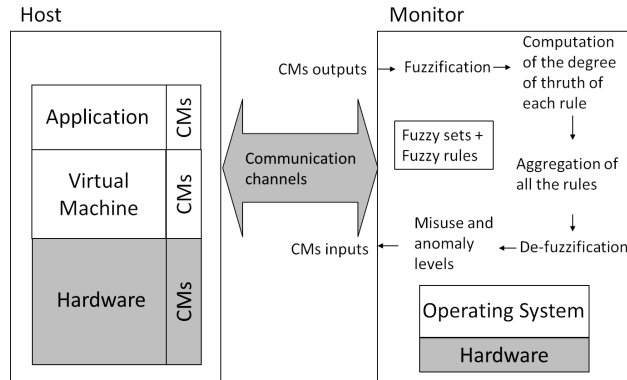 Host
Application
CMs
Virtual
Machine
CMs
Hardware
CMs
Communication
channels
Monitor
CMs outputs
Fuzzification
Computation
of the degree
of thruth of
each rule
Fuzzy sets +
Fuzzy rules
Aggregation of
all the rules
De-fuzzification
Misuse and
anomaly
levels
CMs inputs
Operating System
Hardware